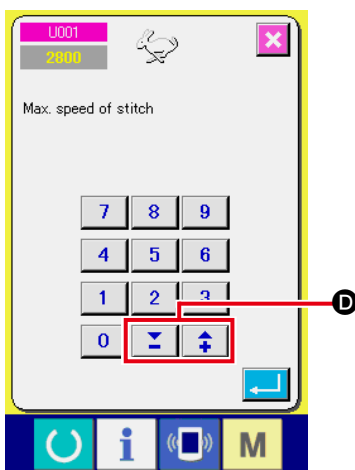 U001
2800
Max. speed of stitch
7 8 9
4 5 6
1 2 3
0 − +
D
i M